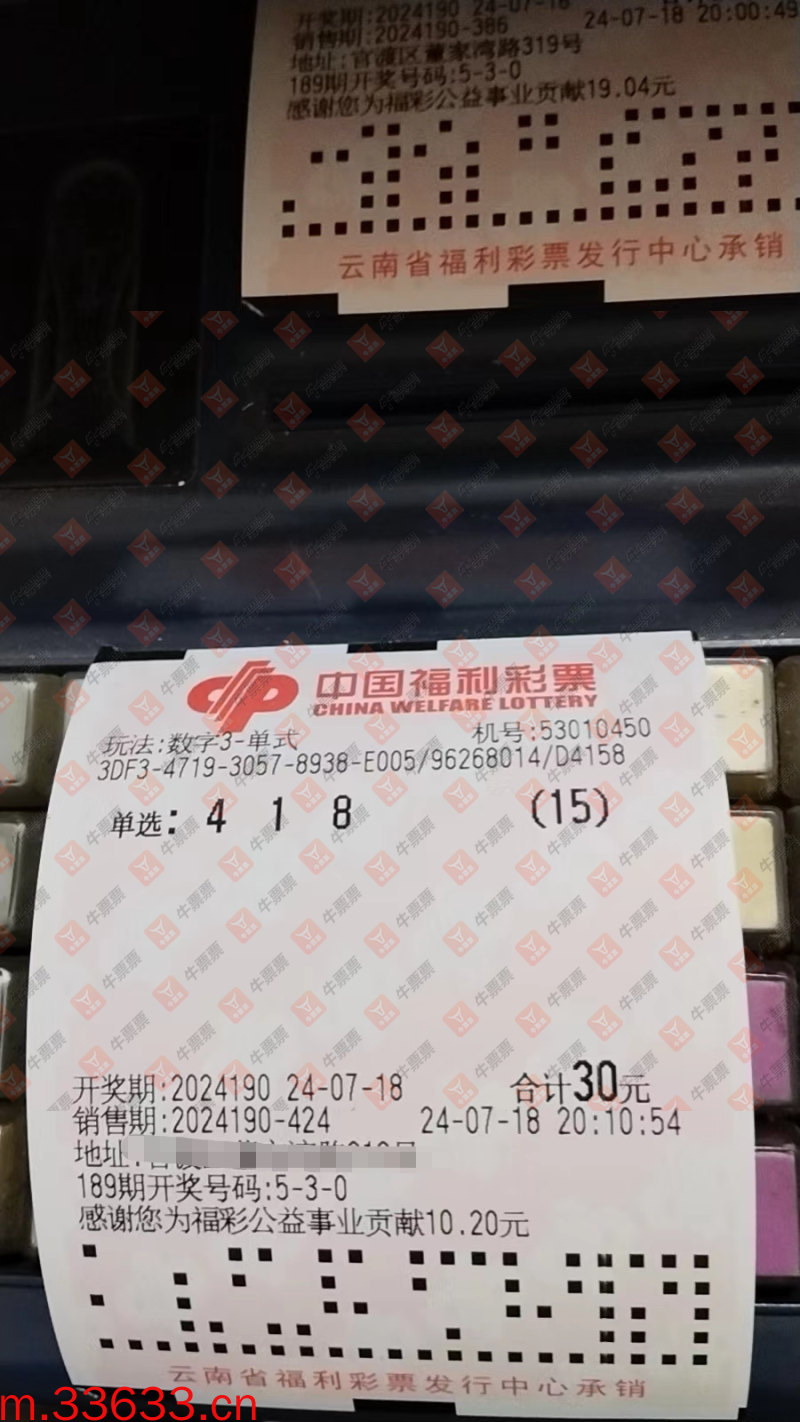 开奖期:2024190 24-07-18
销售期:2024190-386 24-07-18 20:00:49
地址:官渡区董家湾路319号
189期开奖号码:5-3-0
感谢您为福彩公益事业贡献19.04元
云南省福利彩票发行中心承销
中国福利彩票
CHINA WELFARE LOTTERY
玩法:数字3-单式 机号:53010450
3DF3-4719-3057-8938-E005/96268014/D4158
单选: 4 1 8 (15)
开奖期:2024190 24-07-18 合计30元
销售期:2024190-424 24-07-18 20:10:54
地址:
189期开奖号码:5-3-0
感谢您为福彩公益事业贡献10.20元
云南省福利彩票发行中心承销
牛票票
m.33633.cn